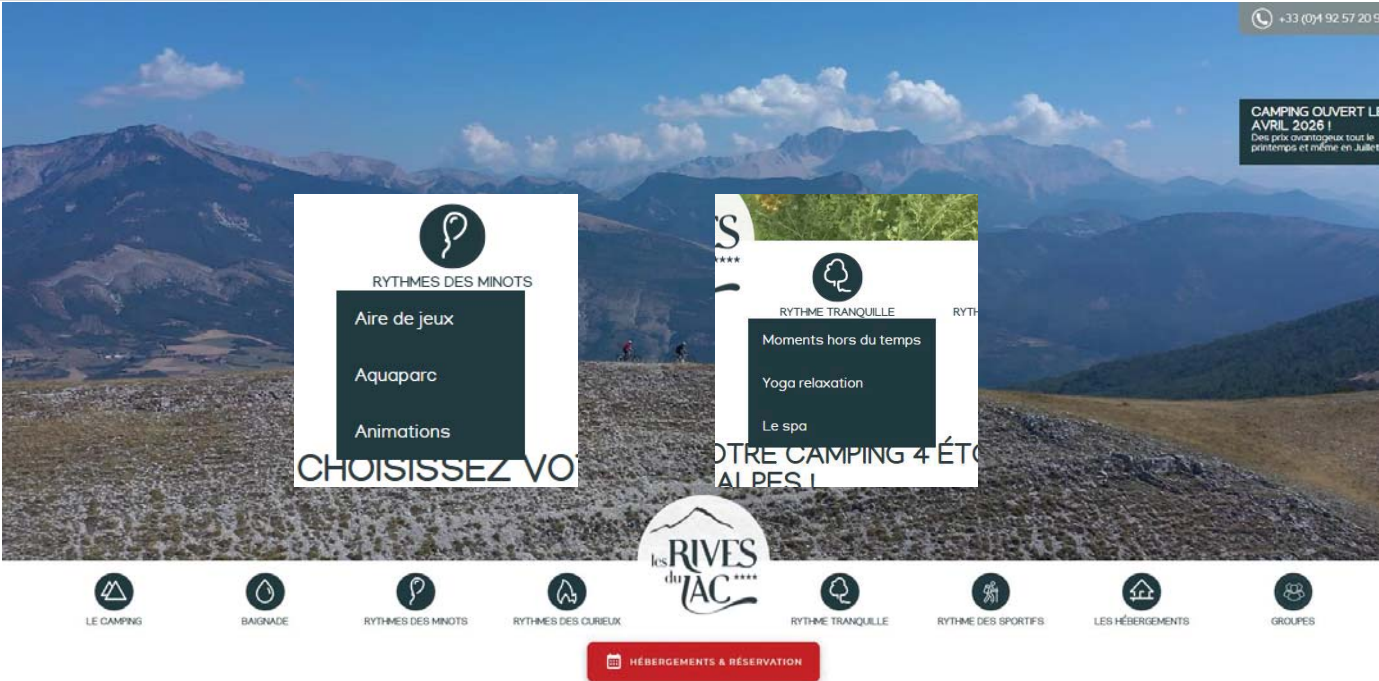 +33 (0)4 92 57 20 9
CAMPING OUVERT LE
AVRIL 2026 !
Des prix avantageux tout le
printemps et même en Juillet
RYTHMES DES MINOTS
Aire de jeux
Aquaparc
Animations
CHOISISSEZ VO
S
****
RYTHME TRANQUILLE
RYTH
Moments hors du temps
Yoga relaxation
Le spa
OTRE CAMPING 4 ÉTO
ALPES !
les RIVES
du LAC ****
LE CAMPING
BAIGNADE
RYTHMES DES MINOTS
RYTHMES DES CURIEUX
RYTHME TRANQUILLE
RYTHME DES SPORTIFS
LES HÉBERGEMENTS
GROUPES
HÉBERGEMENTS & RÉSERVATION